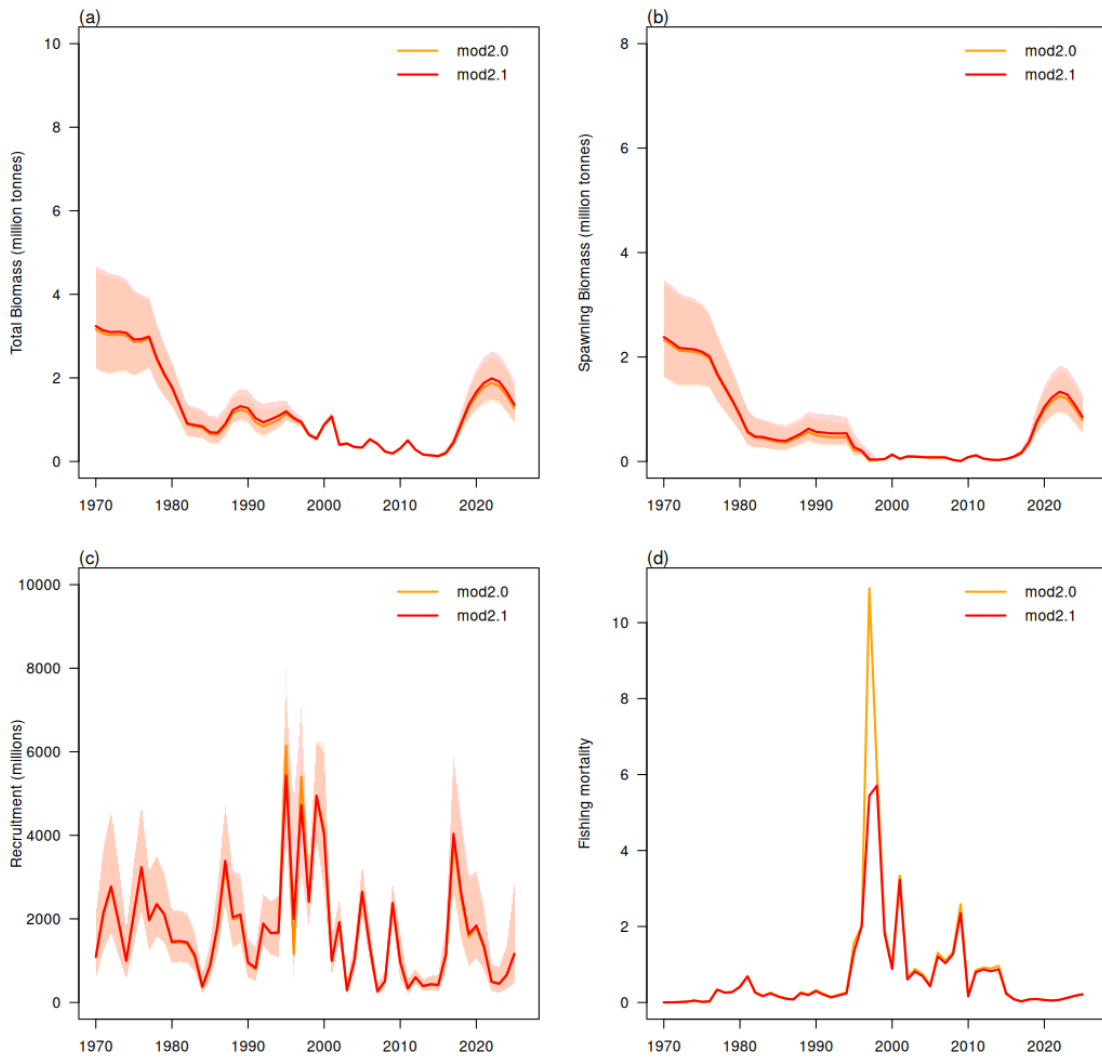 (a)
Total Biomass (million tonnes)
10
8
6
4
2
0
mod2.0
mod2.1
1970 1980 1990 2000 2010 2020
(b)
Spawning Biomass (million tonnes)
8
6
4
2
0
mod2.0
mod2.1
1970 1980 1990 2000 2010 2020
(c)
Recruitment (millions)
10000
8000
6000
4000
2000
0
mod2.0
mod2.1
1970 1980 1990 2000 2010 2020
(d)
Fishing mortality
10
8
6
4
2
0
mod2.0
mod2.1
1970 1980 1990 2000 2010 2020